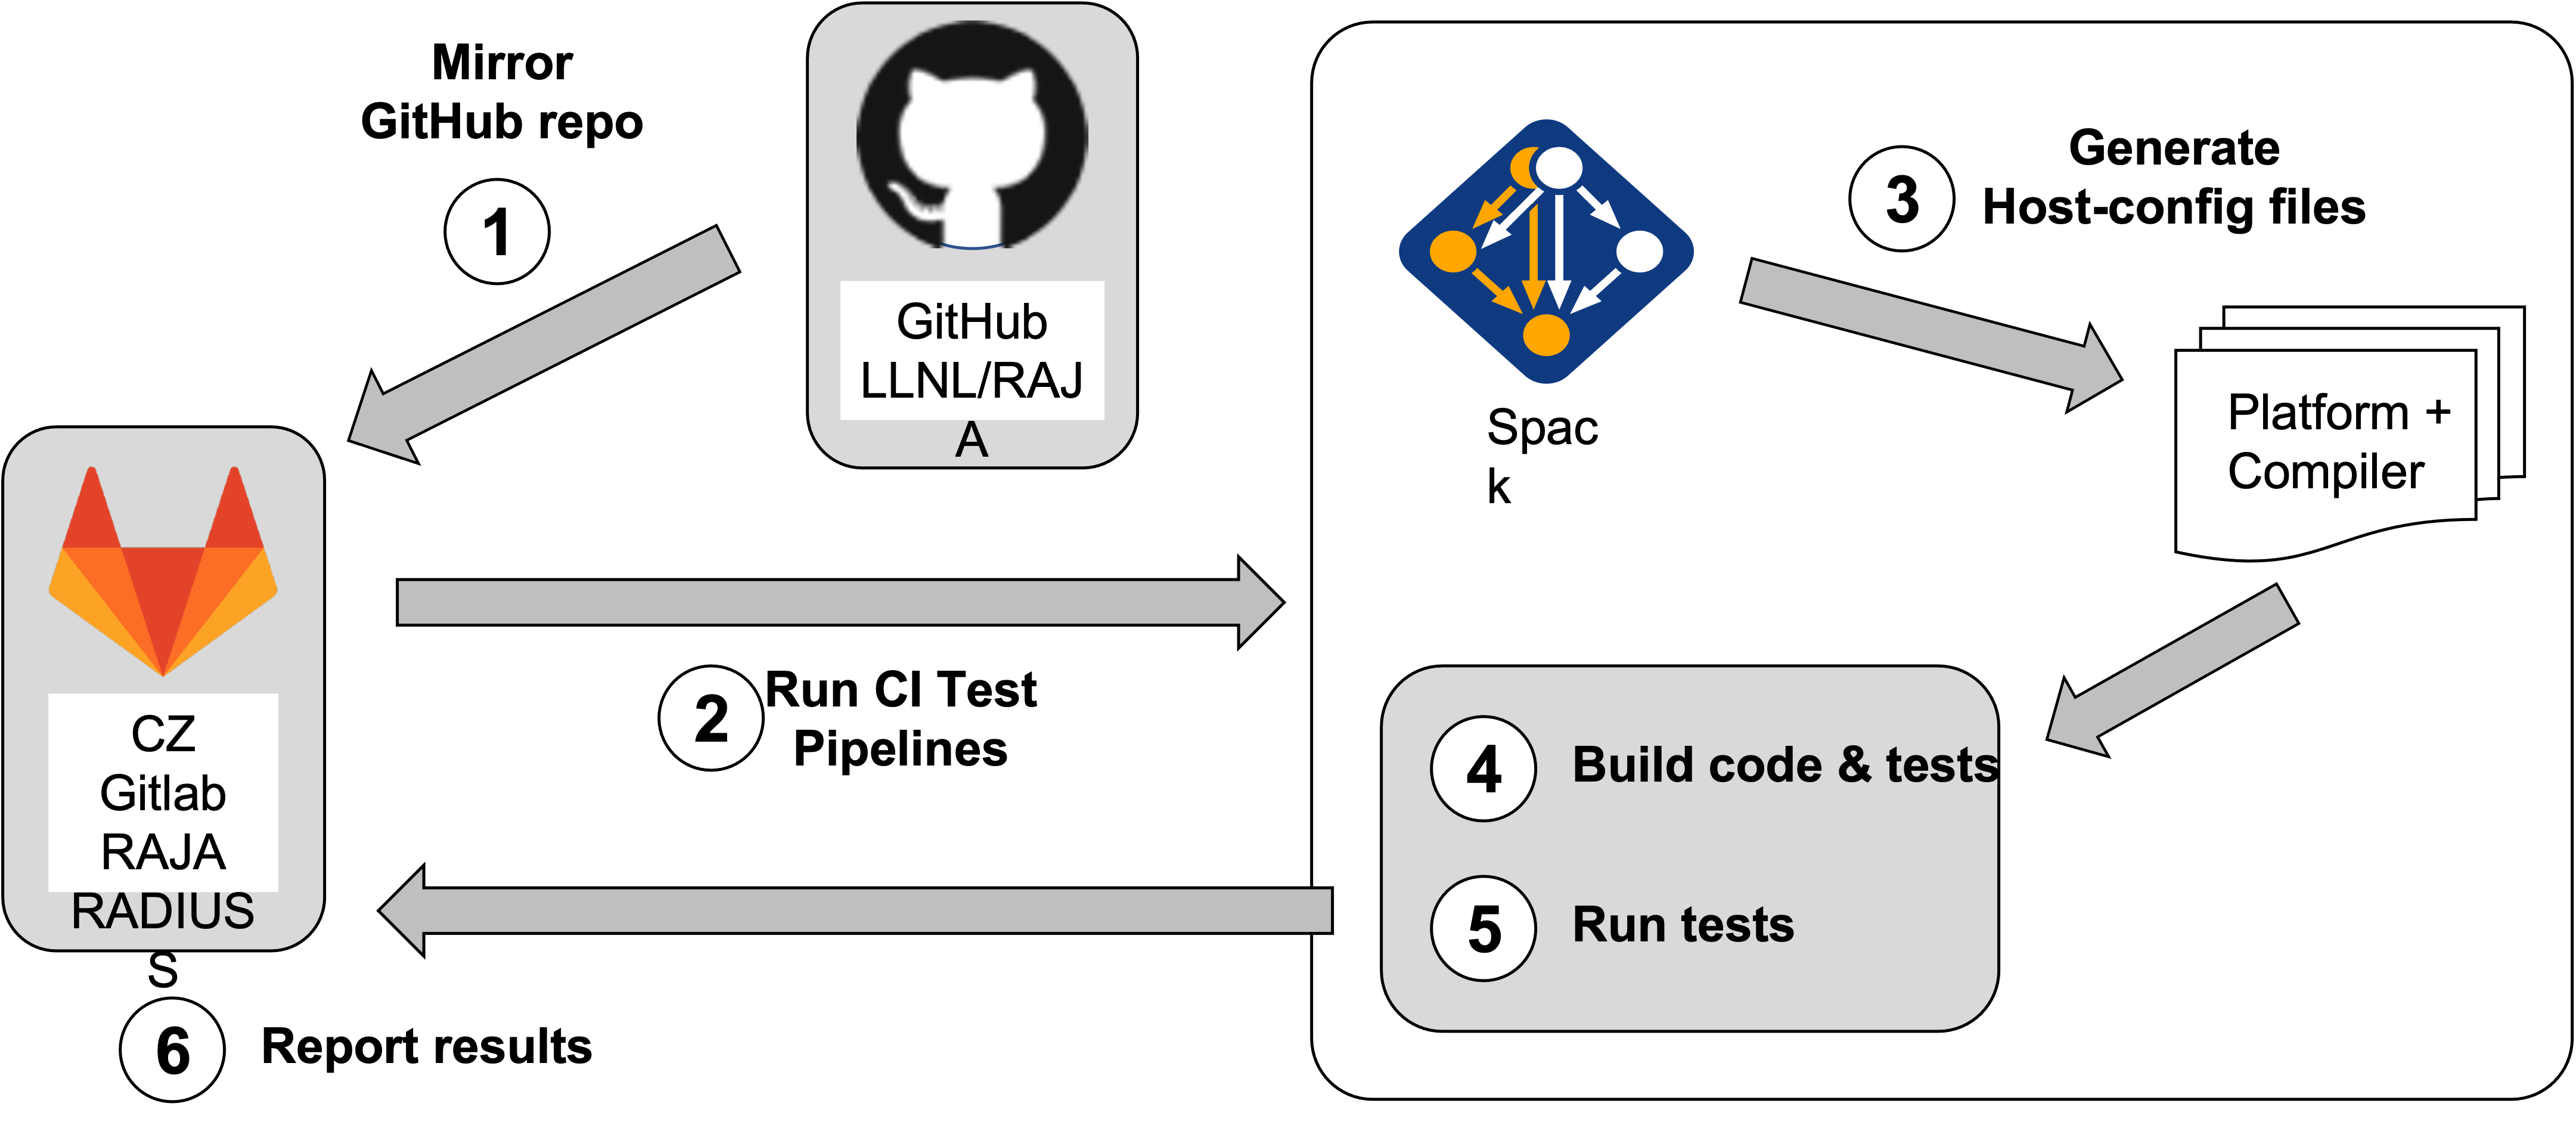 Mirror
GitHub repo
1
GitHub
LLNL/RAJ
A
Spac
k
3
Generate
Host-config files
Platform +
Compiler
CZ
Gitlab
RAJA
RADIUS
S
2
Run CI Test
Pipelines
4
Build code & tests
5
Run tests
6
Report results